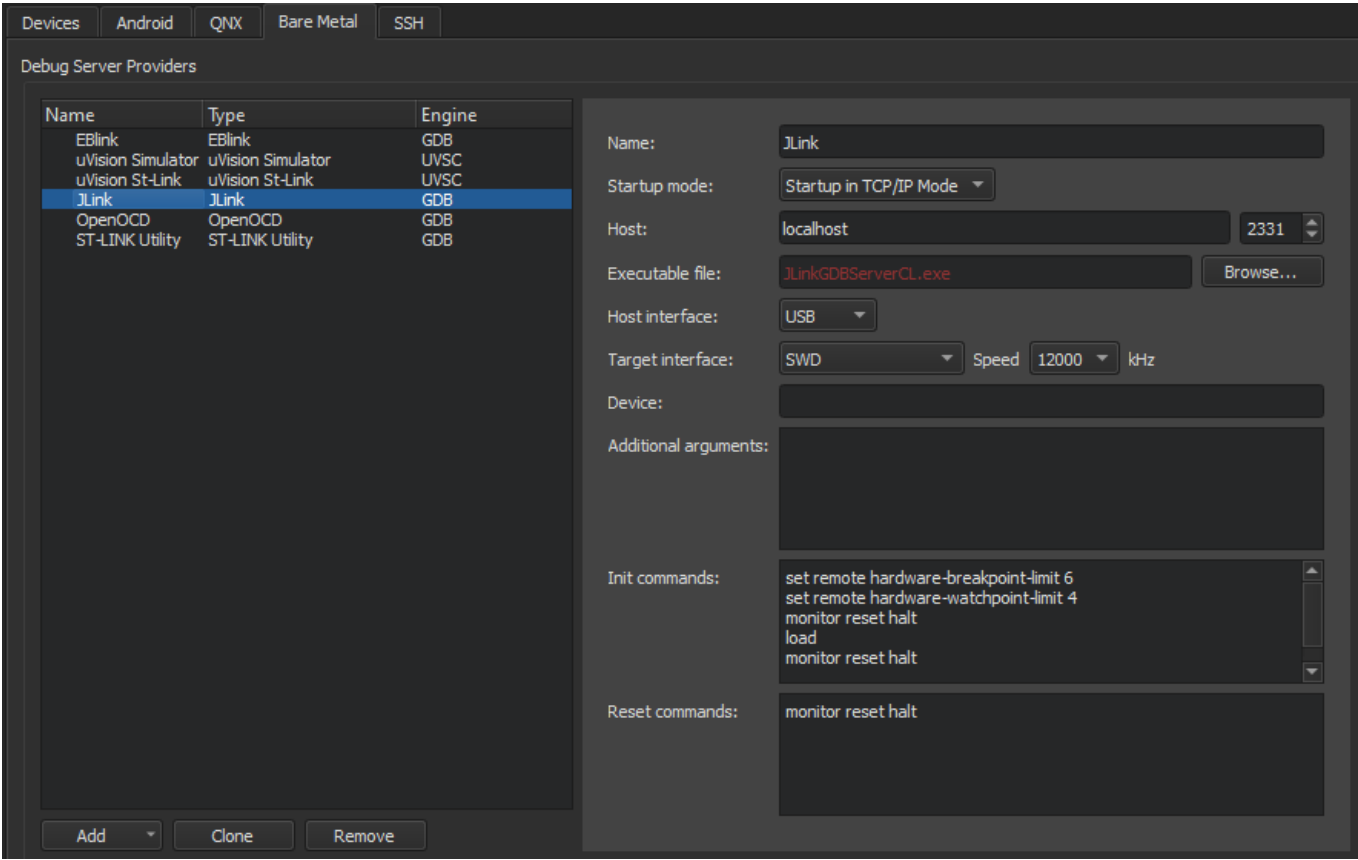 Devices Android QNX Bare Metal SSH
Debug Server Providers
Name Type Engine
EBlink EBlink GDB
uVision Simulator uVision Simulator UVSC
uVision St-Link uVision St-Link UVSC
JLink JLink GDB
OpenOCD OpenOCD GDB
ST-LINK Utility ST-LINK Utility GDB
Add Clone Remove
Name: JLink
Startup mode: Startup in TCP/IP Mode
Host: localhost 2331
Executable file: JLinkGDBServerCL.exe Browse...
Host interface: USB
Target interface: SWD Speed 12000 kHz
Device:
Additional arguments:
Init commands: set remote hardware-breakpoint-limit 6
set remote hardware-watchpoint-limit 4
monitor reset halt
load
monitor reset halt
Reset commands: monitor reset halt